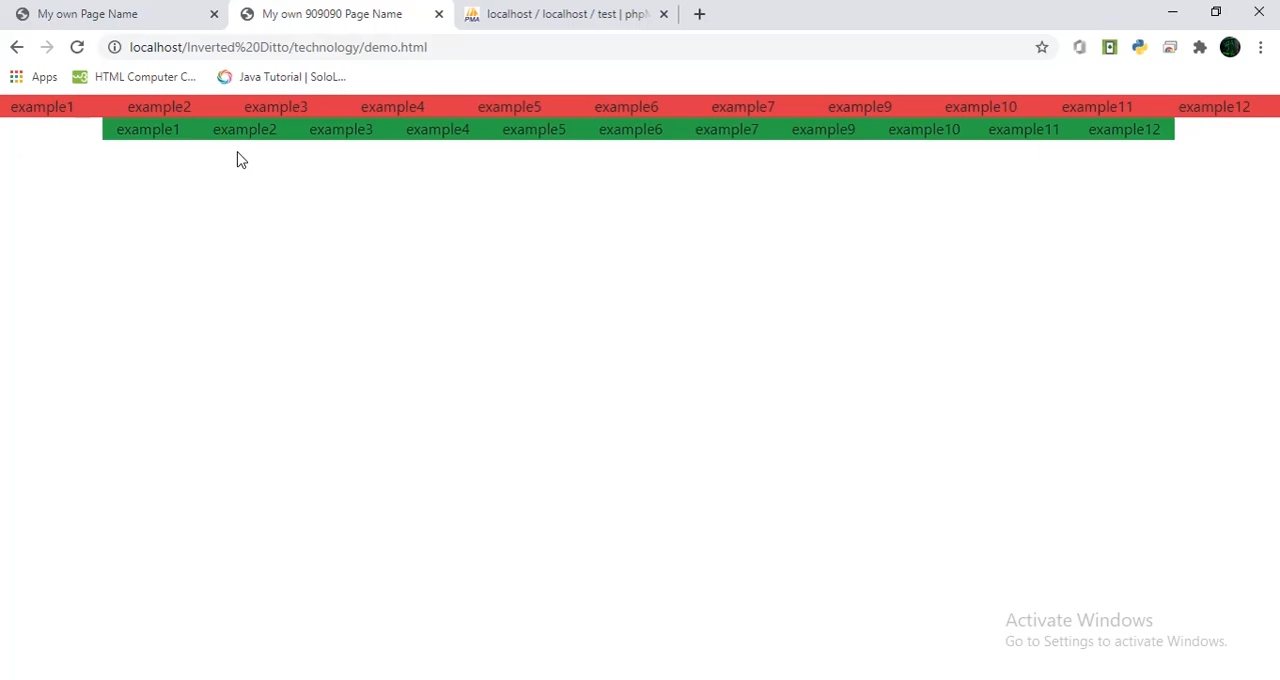 My own Page Name
My own 909090 Page Name
localhost / localhost / test | php
localhost/Inverted%20Ditto/technology/demo.html
Apps
HTML Computer C...
Java Tutorial | SoloL...
example1 example2 example3 example4 example5 example6 example7 example9 example10 example11 example12
example1 example2 example3 example4 example5 example6 example7 example9 example10 example11 example12
Activate Windows
Go to Settings to activate Windows.